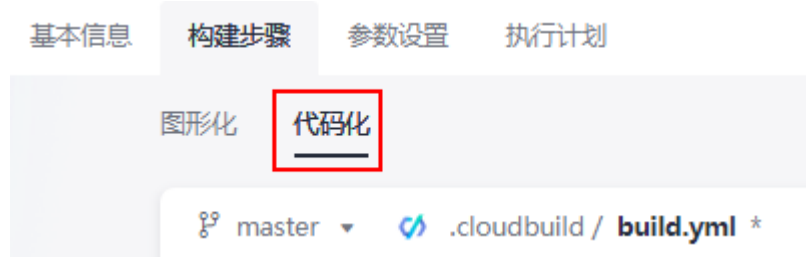 基本信息 构建步骤 参数设置 执行计划
图形化 代码化
master .cloudbuild / build.yml *